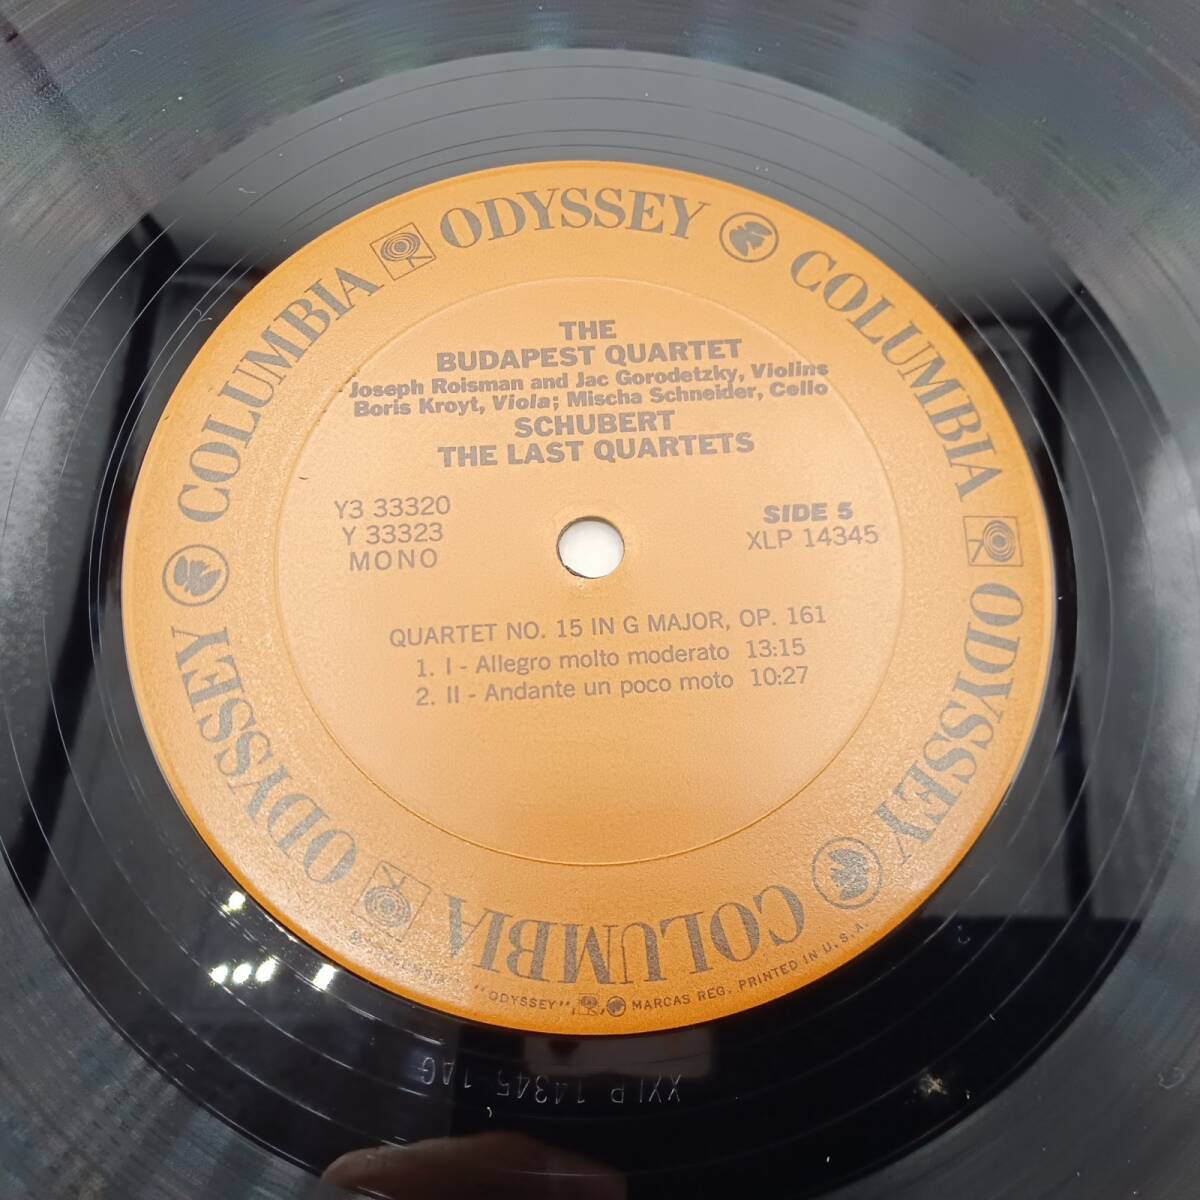 COLUMBIA ODYSSEY COLUMBIA ODYSSEY COLUMBIA ODYSSEY
THE
BUDAPEST QUARTET
Joseph Roisman and Jac Gorodetzky, Violins
Boris Kroyt, Viola; Mischa Schneider, Cello
SCHUBERT
THE LAST QUARTETS
Y3 33320
Y 33323
MONO
SIDE 5
XLP 14345
QUARTET NO. 15 IN G MAJOR, OP. 161
1. I - Allegro molto moderato 13:15
2. II - Andante un poco moto 10:27
"ODYSSEY", MARCAS REG. PRINTED IN U.S.A.
XXLP 14345 1AG